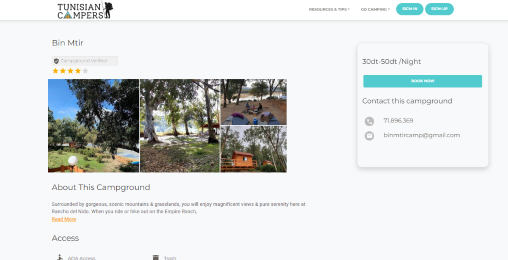 TUNISIAN
CAMPERS
RESOURCES & TIPS
GO CAMPING
SIGN IN
SIGN UP
Bin Mtir
Campground Verified
30dt-50dt /Night
BOOK NOW
Contact this campground
71.896.369
binmtircamp@gmail.com
About This Campground
Surrounded by gorgeous, scenic mountains & grasslands, you will enjoy magnificent views & pure serenity here at
Rancho del Nido. When you ride or hike out on the Empire Ranch,
Read More
Access
ADA Access
Trash